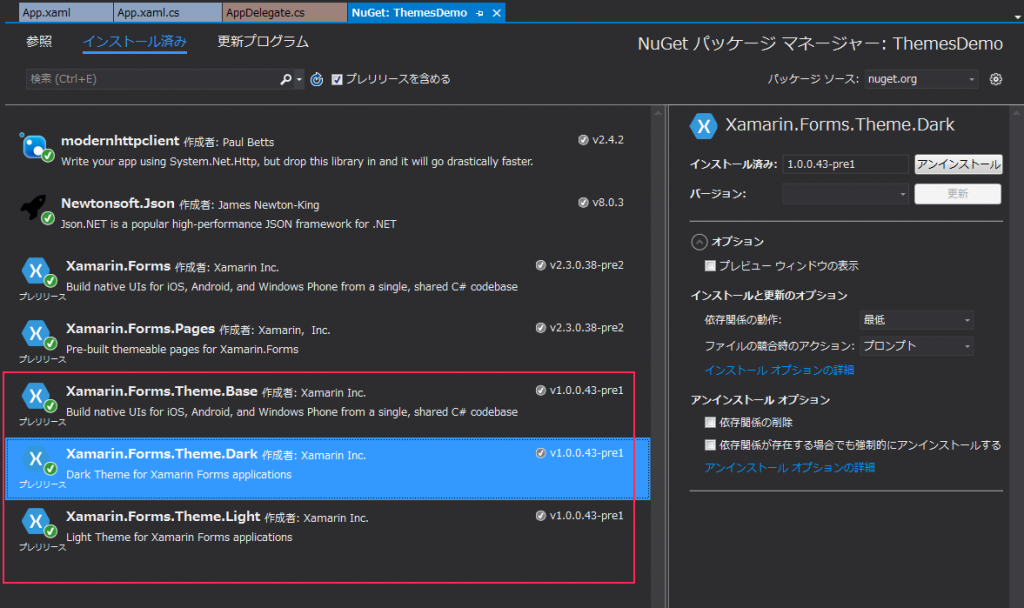 App.xaml App.xaml.cs AppDelegate.cs NuGet: ThemesDemo
参照 インストール済み 更新プログラム
NuGet パッケージ マネージャー: ThemesDemo
検索 (Ctrl+E) プレリリースを含める
パッケージ ソース: nuget.org
modernhttpclient 作成者: Paul Betts v2.4.2
Write your app using System.Net.Http, but drop this library in and it will go drastically faster.
Newtonsoft.Json 作成者: James Newton-King v8.0.3
Json.NET is a popular high-performance JSON framework for .NET
Xamarin.Forms 作成者: Xamarin Inc. v2.3.0.38-pre2
Build native UIs for iOS, Android, and Windows Phone from a single, shared C# codebase
プレリリース
Xamarin.Forms.Pages 作成者: Xamarin, Inc. v2.3.0.38-pre2
Pre-built themeable pages for Xamarin.Forms
プレリリース
Xamarin.Forms.Theme.Base 作成者: Xamarin Inc. v1.0.0.43-pre1
Build native UIs for iOS, Android, and Windows Phone from a single, shared C# codebase
プレリリース
Xamarin.Forms.Theme.Dark 作成者: Xamarin Inc. v1.0.0.43-pre1
Dark Theme for Xamarin Forms applications
プレリリース
Xamarin.Forms.Theme.Light 作成者: Xamarin Inc. v1.0.0.43-pre1
Light Theme for Xamarin Forms applications
プレリリース
Xamarin.Forms.Theme.Dark
インストール済み: 1.0.0.43-pre1 アンインストール
バージョン: 更新
オプション
プレビュー ウィンドウの表示
インストールと更新のオプション
依存関係の動作: 最低
ファイルの競合時のアクション: プロンプト
インストール オプションの詳細
アンインストール オプション
依存関係の削除
依存関係が存在する場合でも強制的にアンインストールする
アンインストール オプションの詳細